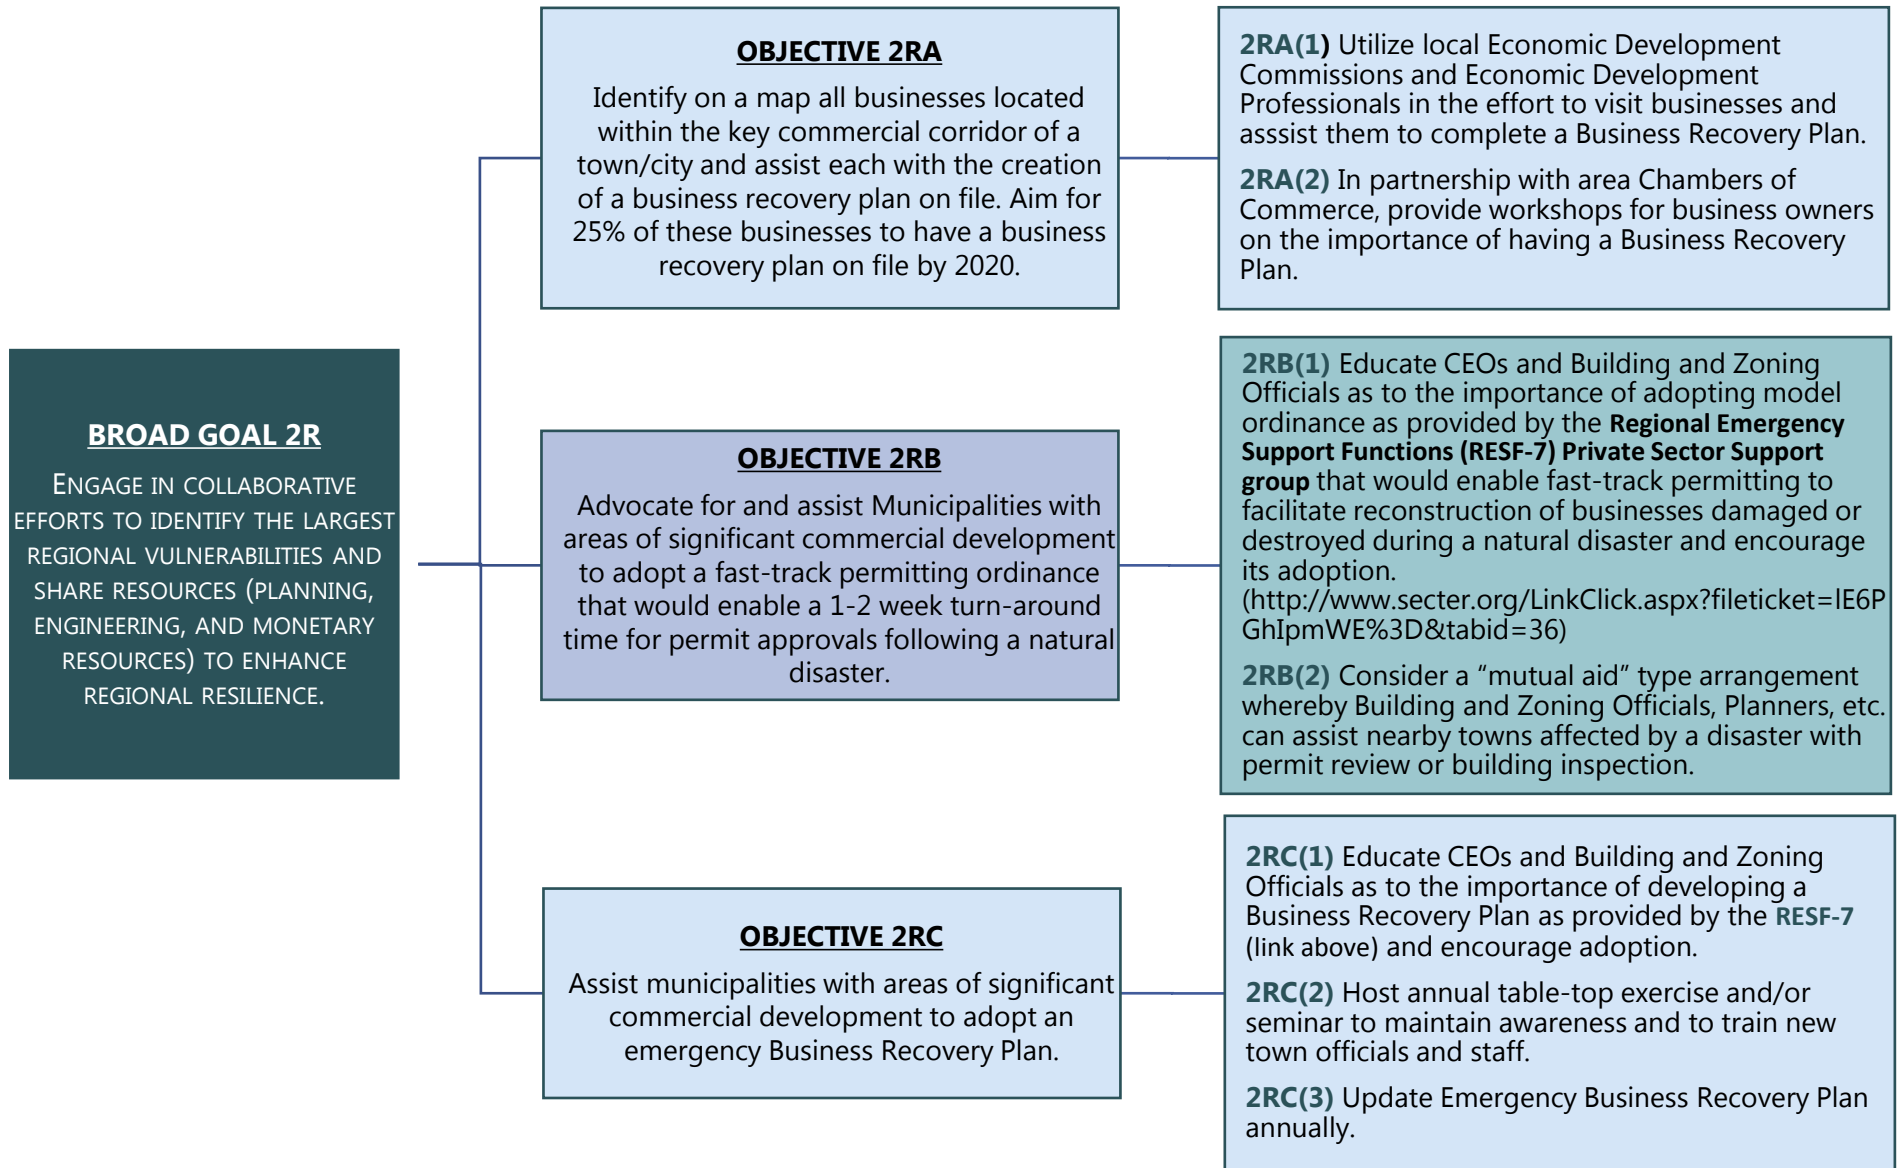 BROAD GOAL 2R
ENGAGE IN COLLABORATIVE
EFFORTS TO IDENTIFY THE LARGEST
REGIONAL VULNERABILITIES AND
SHARE RESOURCES (PLANNING,
ENGINEERING, AND MONETARY
RESOURCES) TO ENHANCE
REGIONAL RESILIENCE.
OBJECTIVE 2RA
Identify on a map all businesses located
within the key commercial corridor of a
town/city and assist each with the creation
of a business recovery plan on file. Aim for
25% of these businesses to have a business
recovery plan on file by 2020.
2RA(1) Utilize local Economic Development
Commissions and Economic Development
Professionals in the effort to visit businesses and
asssist them to complete a Business Recovery Plan.
2RA(2) In partnership with area Chambers of
Commerce, provide workshops for business owners
on the importance of having a Business Recovery
Plan.
OBJECTIVE 2RB
Advocate for and assist Municipalities with
areas of significant commercial development
to adopt a fast-track permitting ordinance
that would enable a 1-2 week turn-around
time for permit approvals following a natural
disaster.
2RB(1) Educate CEOs and Building and Zoning
Officials as to the importance of adopting model
ordinance as provided by the Regional Emergency
Support Functions (RESF-7) Private Sector Support
group that would enable fast-track permitting to
facilitate reconstruction of businesses damaged or
destroyed during a natural disaster and encourage
its adoption.
(http://www.secter.org/LinkClick.aspx?fileticket=lE6P
GhIpmWE%3D&tabid=36)
2RB(2) Consider a “mutual aid” type arrangement
whereby Building and Zoning Officials, Planners, etc.
can assist nearby towns affected by a disaster with
permit review or building inspection.
OBJECTIVE 2RC
Assist municipalities with areas of significant
commercial development to adopt an
emergency Business Recovery Plan.
2RC(1) Educate CEOs and Building and Zoning
Officials as to the importance of developing a
Business Recovery Plan as provided by the RESF-7
(link above) and encourage adoption.
2RC(2) Host annual table-top exercise and/or
seminar to maintain awareness and to train new
town officials and staff.
2RC(3) Update Emergency Business Recovery Plan
annually.